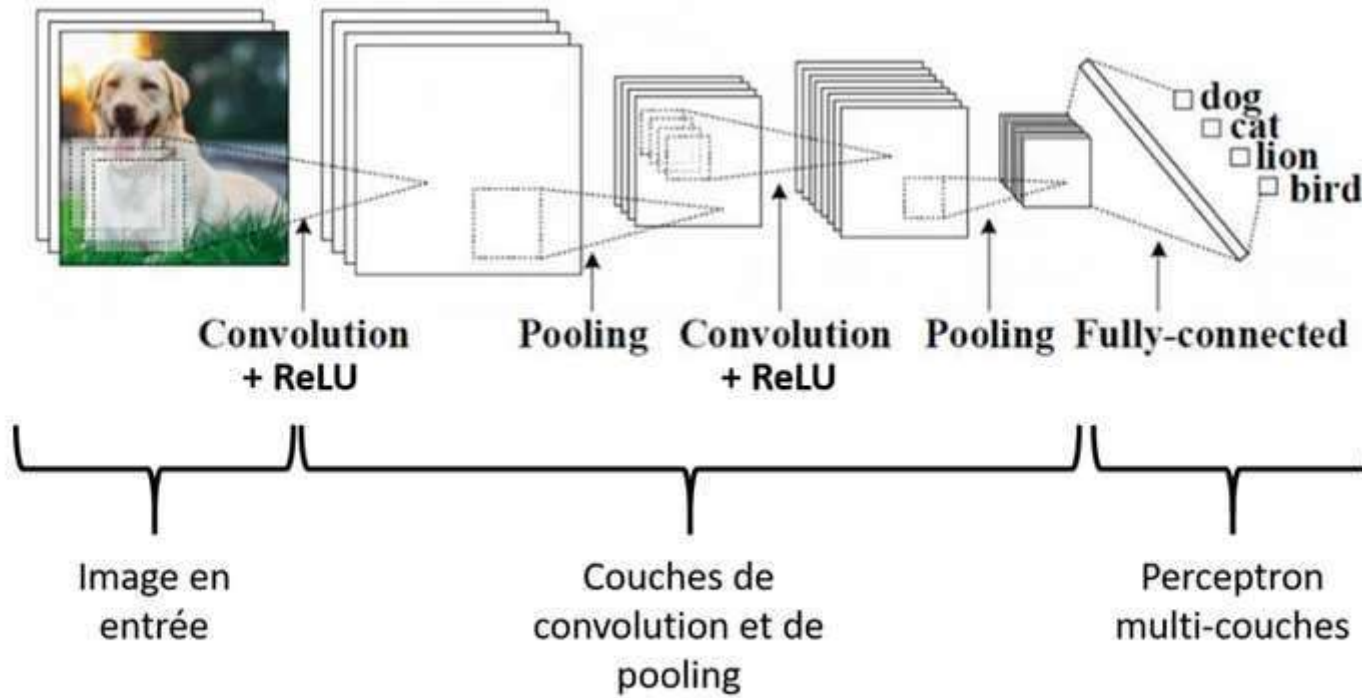 dog
cat
lion
bird
Convolution
+ ReLU
Pooling
Convolution
+ ReLU
Pooling
Fully-connected
Image en
entrée
Couches de
convolution et de
pooling
Perceptron
multi-couches